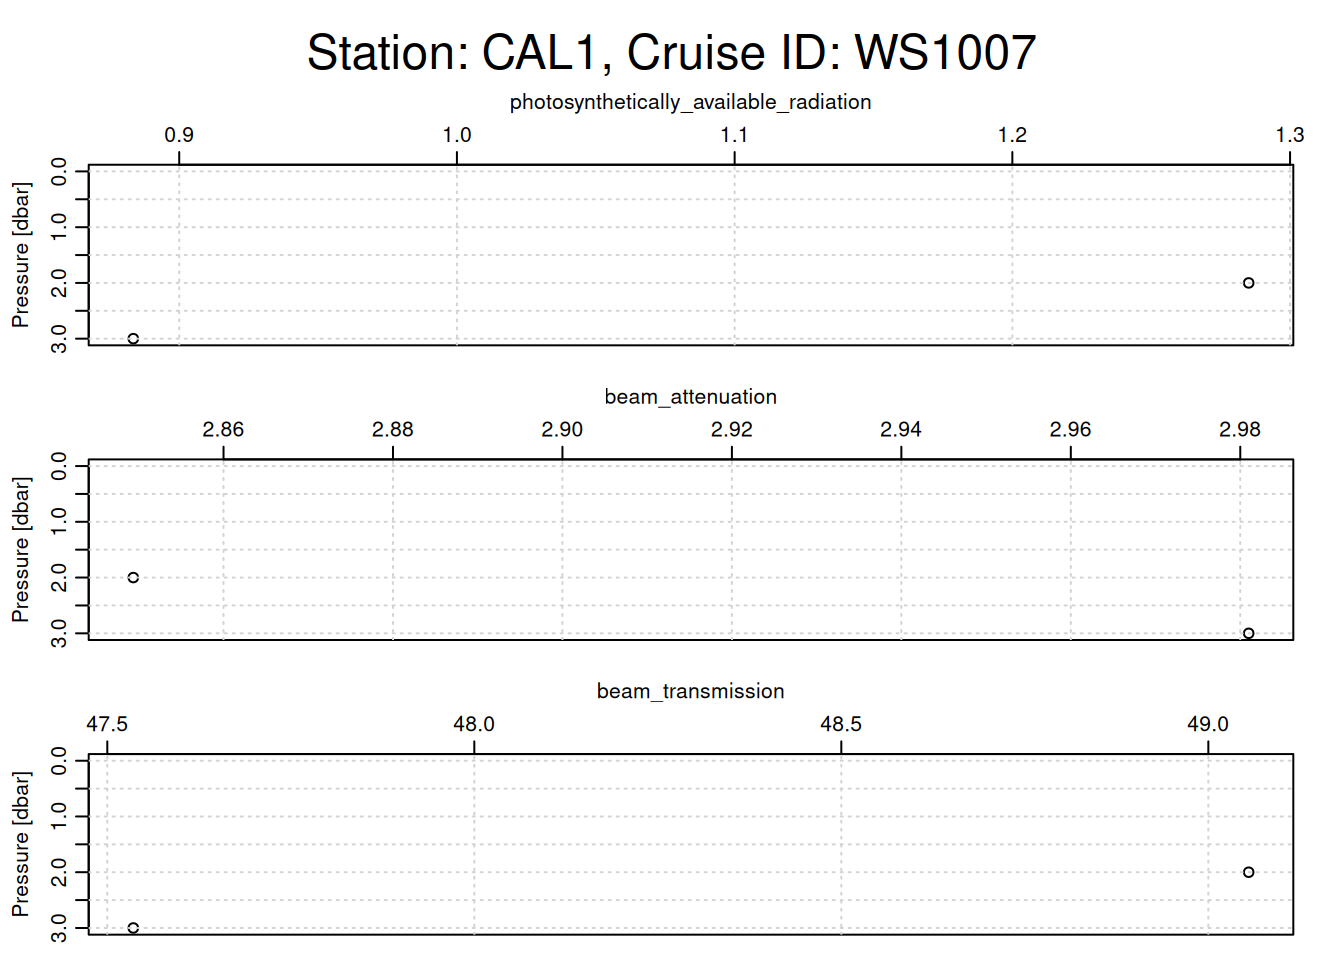 Station: CAL1, Cruise ID: WS1007
photosynthetically_available_radiation
0.9 1.0 1.1 1.2 1.3
Pressure [dbar]
0.0 1.0 2.0 3.0
beam_attenuation
2.86 2.88 2.90 2.92 2.94 2.96 2.98
Pressure [dbar]
0.0 1.0 2.0 3.0
beam_transmission
47.5 48.0 48.5 49.0
Pressure [dbar]
0.0 1.0 2.0 3.0